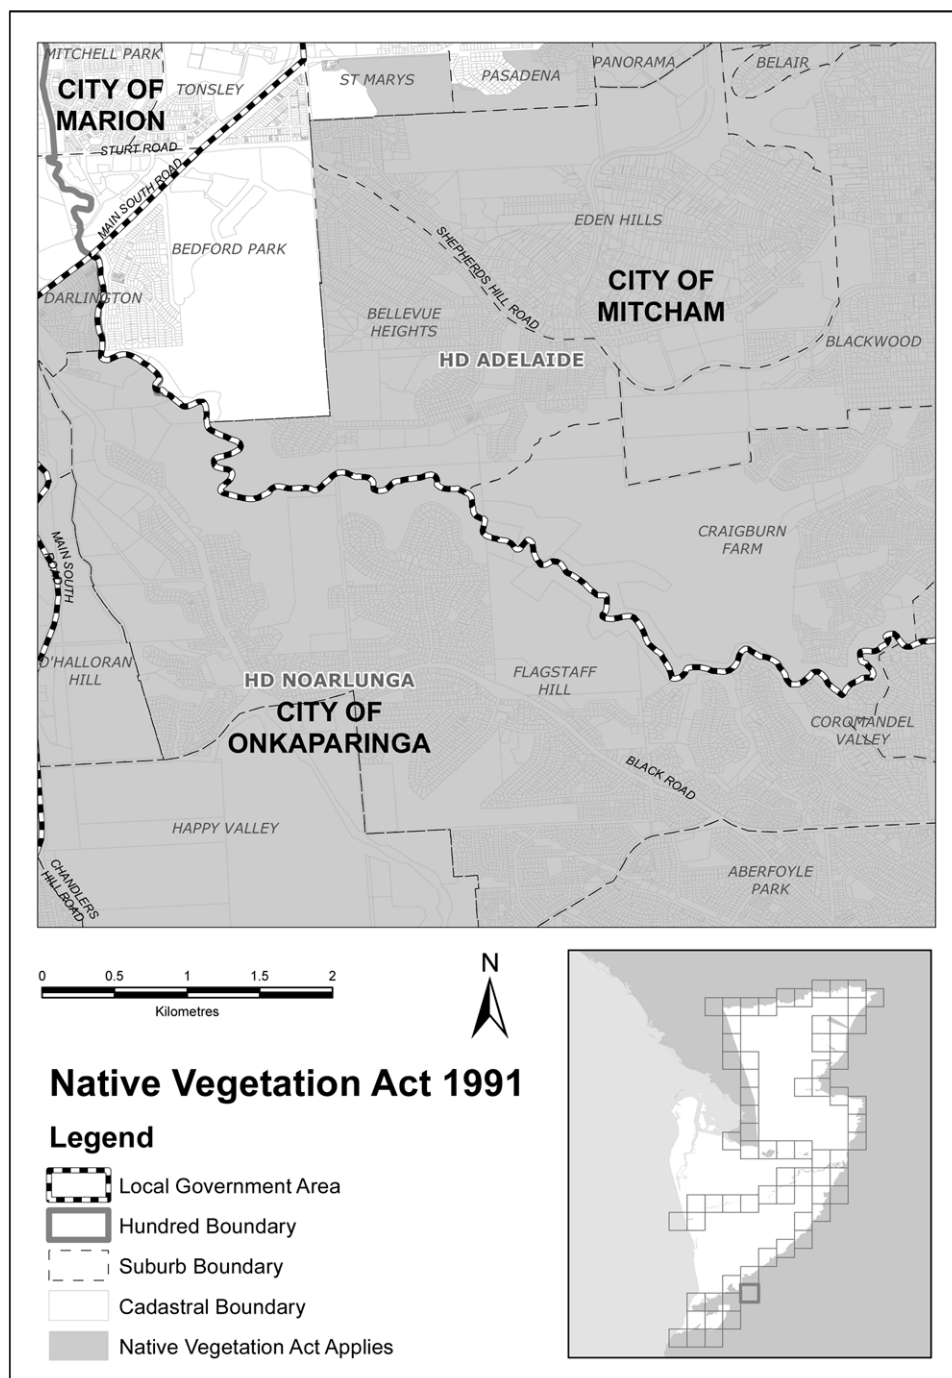 MITCHELL PARK
CITY OF
MARION
TONSLEY
ST MARYS
PASADENA
PANORAMA
BELAIR
STURT ROAD
MAIN SOUTH ROAD
BEDFORD PARK
EDEN HILLS
SHEPHERDS HILL ROAD
CITY OF
MITCHAM
DARLINGTON
BELLEVUE
HEIGHTS
BLACKWOOD
HD ADELAIDE
CRAIGBURN
FARM
MAIN SOUTH
ROAD
O'HALLORAN
HILL
HD NOARLUNGA
FLAGSTAFF
HILL
CITY OF
ONKAPARINGA
COROMANDEL
VALLEY
BLACK ROAD
HAPPY VALLEY
ABERFOYLE
PARK
CHANDLERS
HILL ROAD
0 0.5 1 1.5 2
Kilometres
N
Native Vegetation Act 1991
Legend
Local Government Area
Hundred Boundary
Suburb Boundary
Cadastral Boundary
Native Vegetation Act Applies